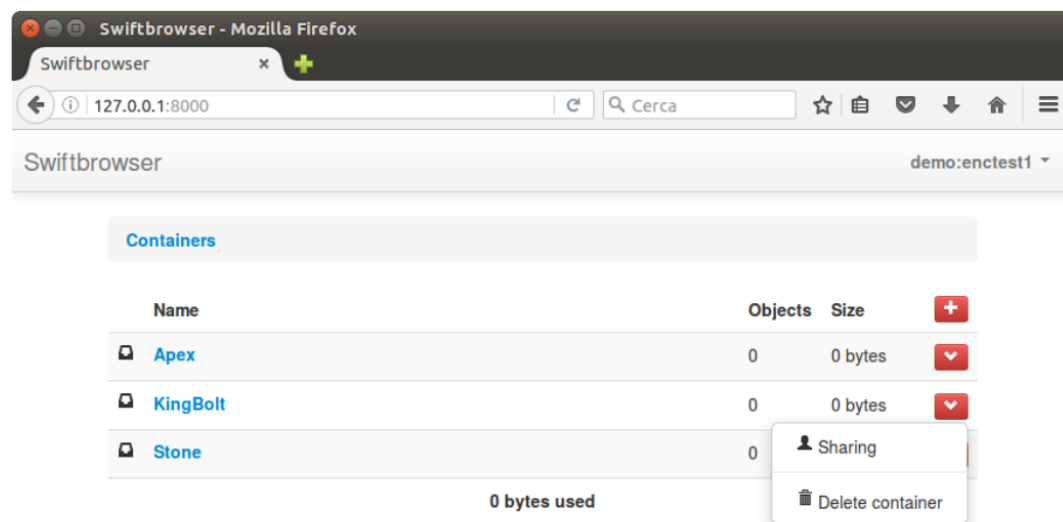 Swiftbrowser - Mozilla Firefox
Swiftbrowser
127.0.0.1:8000 Cerca
Swiftbrowser demo:enctest1
Containers
Name Objects Size
Apex 0 0 bytes
KingBolt 0 0 bytes
Stone 0
Sharing
0 bytes used
Delete container